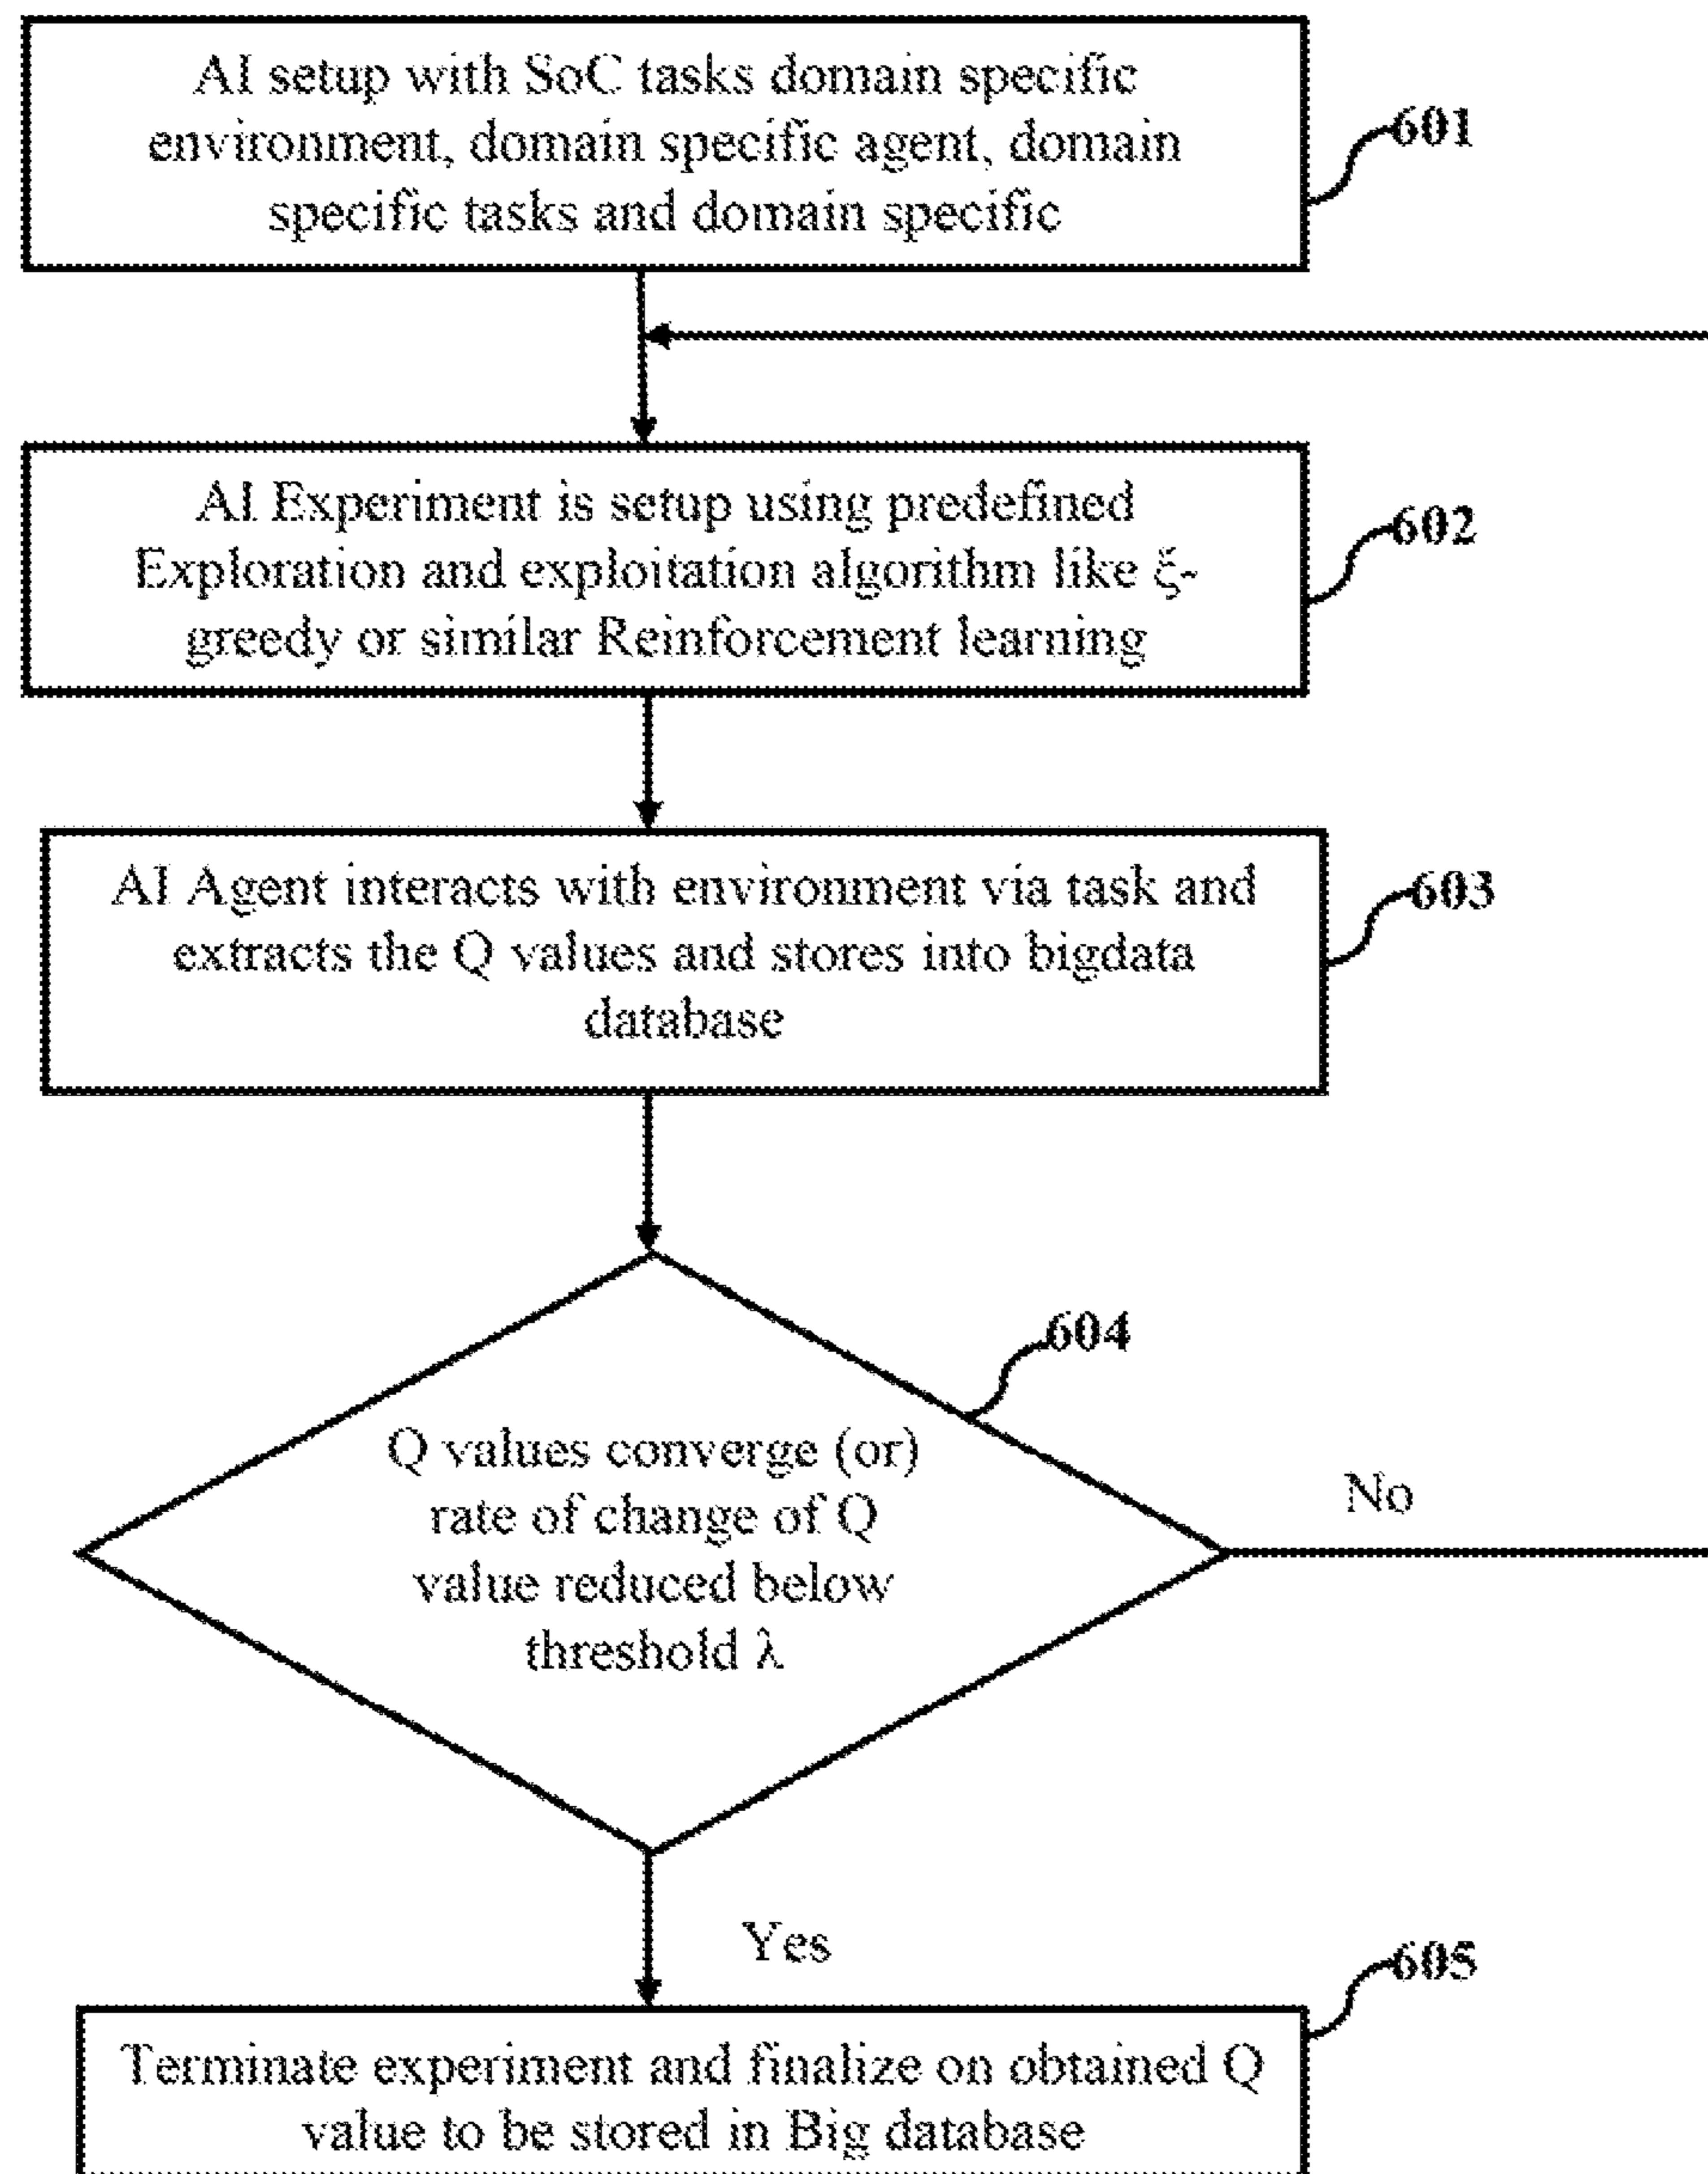 AI setup with SoC tasks domain specific
environment, domain specific agent, domain
specific tasks and domain specific
601
AI Experiment is setup using predefined
Exploration and exploitation algorithm like ξ-
greedy or similar Reinforcement learning
602
AI Agent interacts with environment via task and
extracts the Q values and stores into bigdata
database
603
604
Q values converge (or)
rate of change of Q
value reduced below
threshold λ
No
Yes
605
Terminate experiment and finalize on obtained Q
value to be stored in Big database